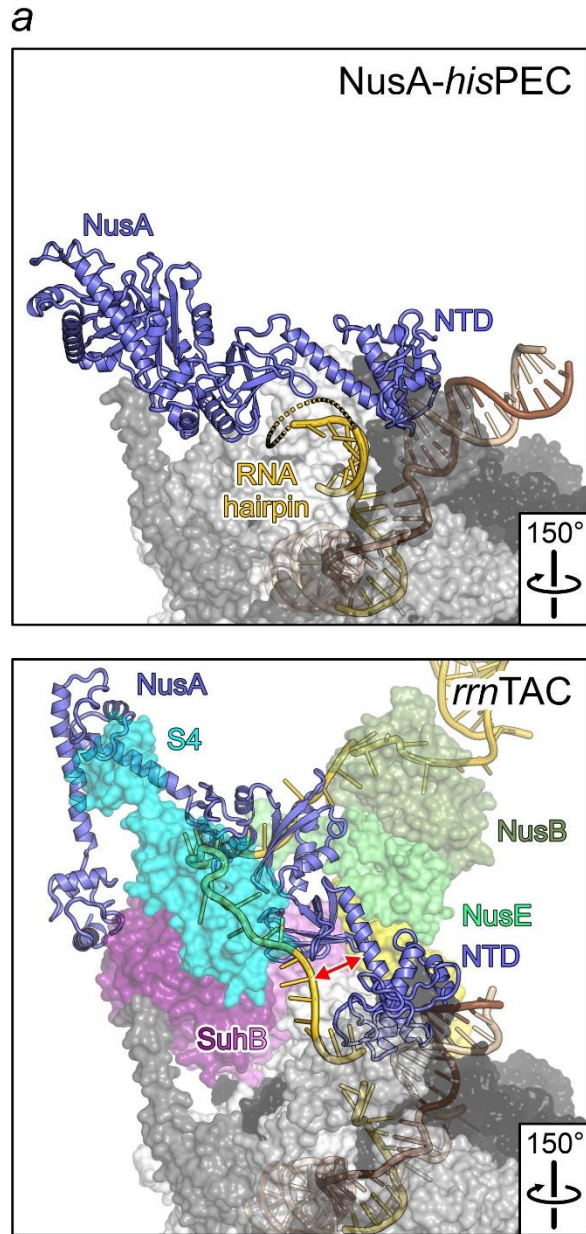 a
NusA-hisPEC
NusA
NTD
RNA
hairpin
150°
rrnTAC
NusA
S4
NusB
NusE
NTD
SuhB
150°